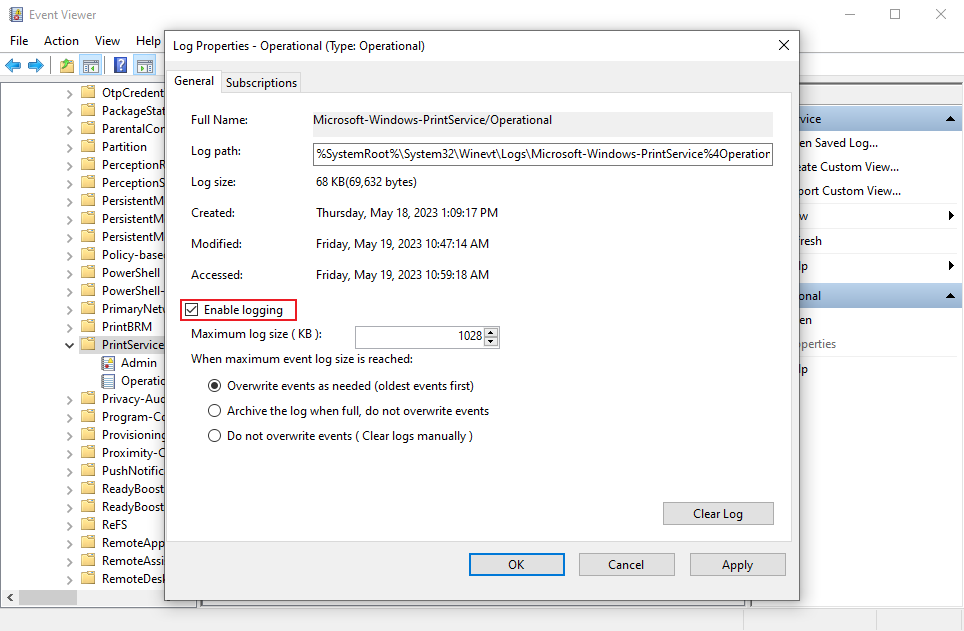 Event Viewer
File Action View Help
Log Properties - Operational (Type: Operational)
General Subscriptions
Full Name: Microsoft-Windows-PrintService/Operational
Log path: %SystemRoot%\System32\Winevt\Logs\Microsoft-Windows-PrintService%4Operation
Log size: 68 KB(69,632 bytes)
Created: Thursday, May 18, 2023 1:09:17 PM
Modified: Friday, May 19, 2023 10:47:14 AM
Accessed: Friday, May 19, 2023 10:59:18 AM
Enable logging
Maximum log size ( KB ): 1028
When maximum event log size is reached:
Overwrite events as needed (oldest events first)
Archive the log when full, do not overwrite events
Do not overwrite events ( Clear logs manually )
Clear Log
OK Cancel Apply
OtpCredent
PackageStat
ParentalCor
Partition
PerceptionR
PerceptionS
PersistentM
PersistentM
PersistentM
Policy-base
PowerShell
PowerShell-
PrimaryNetv
PrintBRM
PrintService
Admin
Operatic
Privacy-Auc
Program-Co
Provisioning
Proximity-C
PushNotific
ReadyBoost
ReadyBoost
ReFS
RemoteApp
RemoteAssi
RemoteDesk
vice
en Saved Log...
eate Custom View...
port Custom View...
w
fresh
lp
onal
en
perties
lp